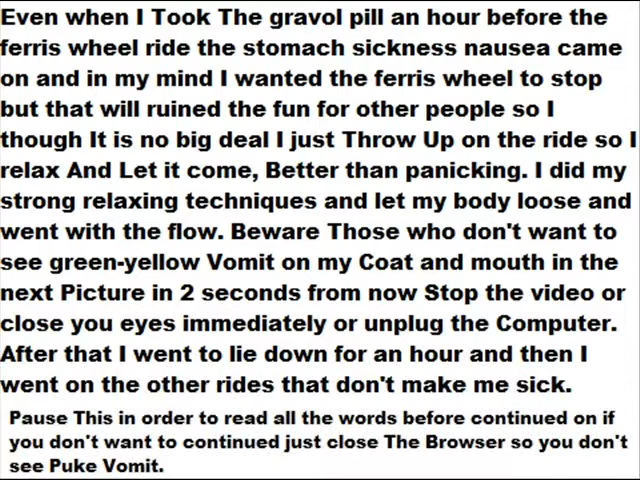 Even when I Took The gravol pill an hour before the
ferris wheel ride the stomach sickness nausea came
on and in my mind I wanted the ferris wheel to stop
but that will ruined the fun for other people so I
though It is no big deal I just Throw Up on the ride so I
relax And Let it come, Better than panicking. I did my
strong relaxing techniques and let my body loose and
went with the flow. Beware Those who don't want to
see green-yellow Vomit on my Coat and mouth in the
next Picture in 2 seconds from now Stop the video or
close you eyes immediately or unplug the Computer.
After that I went to lie down for an hour and then I
went on the other rides that don't make me sick.
Pause This in order to read all the words before continued on if
you don't want to continued just close The Browser so you don't
see Puke Vomit.